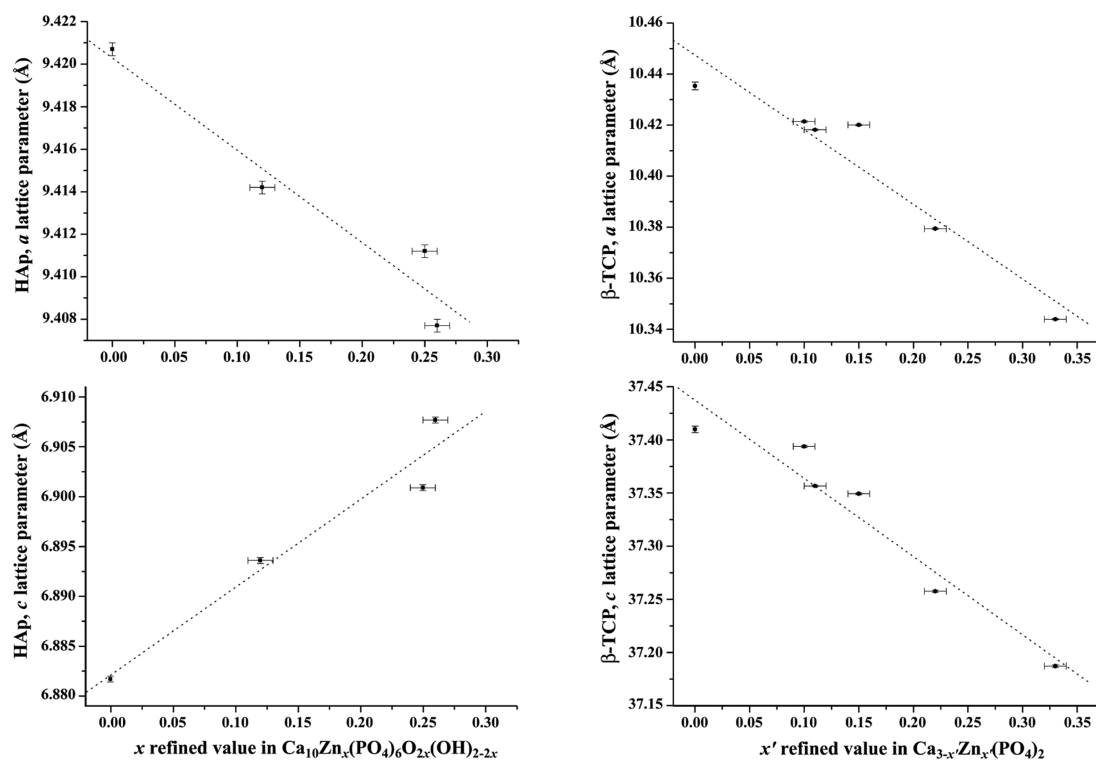 HAp, a lattice parameter (Å)
9.422
9.420
9.418
9.416
9.414
9.412
9.410
9.408
0.00 0.05 0.10 0.15 0.20 0.25 0.30
β-TCP, a lattice parameter (Å)
10.46
10.44
10.42
10.40
10.38
10.36
10.34
0.00 0.05 0.10 0.15 0.20 0.25 0.30 0.35
HAp, c lattice parameter (Å)
6.910
6.905
6.900
6.895
6.890
6.885
6.880
0.00 0.05 0.10 0.15 0.20 0.25 0.30
x refined value in Ca₁₀Znₓ(PO₄)₆O₂ₓ(OH)₂₋₂ₓ
β-TCP, c lattice parameter (Å)
37.45
37.40
37.35
37.30
37.25
37.20
37.15
0.00 0.05 0.10 0.15 0.20 0.25 0.30 0.35
x' refined value in Ca₃₋ₓ'Znₓ'(PO₄)₂